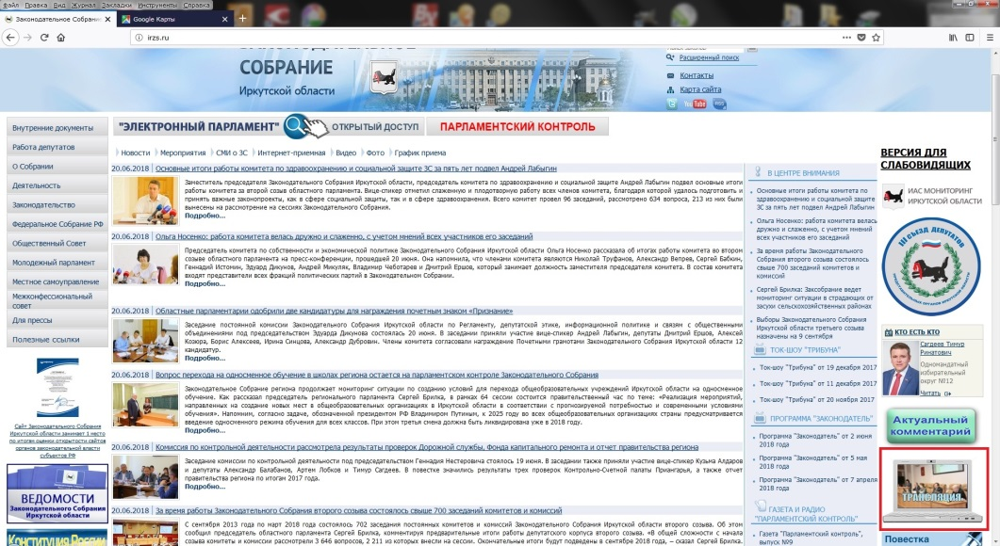 Файл Правка Вид Журнал Закладки Инструменты Справка
Законодательное Собрание
Google Карты
irzs.ru
СОБРАНИЕ
Иркутской области
Расширенный поиск
Контакты
Карта сайта
You Tube
"ЭЛЕКТРОННЫЙ ПАРЛАМЕНТ" ОТКРЫТЫЙ ДОСТУП
ПАРЛАМЕНТСКИЙ КОНТРОЛЬ
Внутренние документы
Работа депутатов
О Собрании
Деятельность
Законодательство
Федеральное Собрание РФ
Общественный Совет
Молодежный парламент
Местное самоуправление
Межконфессиональный
совет
Для прессы
Полезные ссылки
Сайт Законодательного Собрания
Иркутской области занимает 1 место
по итогам оценки открытости сайтов
органов законодательной власти
субъектов РФ
ВЕДОМОСТИ
Законодательного Собрания
Иркутской области
Конституция России
Новости Мероприятия СМИ о ЗС Интернет-приемная Видео Фото График приема
20.06.2018 Основные итоги работы комитета по здравоохранению и социальной защите ЗС за пять лет подвел Андрей Лабыгин
Заместитель председателя Законодательного Собрания Иркутской области, председатель комитета по здравоохранению и социальной защите Андрей Лабыгин подвел основные итоги
работы комитета за второй созыв областного парламента. Вице-спикер отметил слаженную и плодотворную работу всех членов комитета, благодаря которой удалось подготовить и
принять важные законопроекты, как в сфере социальной защиты, так и в сфере здравоохранения. Всего комитет провел 96 заседаний, рассмотрено 634 вопроса, 213 из них были
вынесены на рассмотрение на сессиях Законодательного Собрания.
Подробно...
20.06.2018 Ольга Носенко: работа комитета велась дружно и слаженно, с учетом мнений всех участников его заседаний
Председатель комитета по собственности и экономической политике Законодательного Собрания Иркутской области Ольга Носенко рассказала об итогах работы комитета во втором
созыве областного парламента на пресс-конференции, прошедшей 20 июня. Она напомнила, что членами комитета являются Николай Труфанов, Александр Вепрев, Сергей Бабкин,
Геннадий Истомин, Эдуард Дикунов, Андрей Микуляк, Владимир Чеботарев и Дмитрий Ершов, который занимает должность заместителя председателя комитета. В состав комитета
входят представители всех фракций политических партий в Законодательном Собрании.
Подробно...
20.06.2018 Областные парламентарии одобрили две кандидатуры для награждения почетным знаком «Признание»
Заседание постоянной комиссии Законодательного Собрания Иркутской области по Регламенту, депутатской этике, информационной политике и связям с общественными
объединениями под председательством Эдуарда Дикунова состоялось 20 июня. В заседании приняли участие вице-спикер Андрей Лабыгин, депутаты Дмитрий Ершов, Алексей
Козюра, Борис Алексеев, Ирина Синцова, Александр Дубровин. Члены комитета согласовали награждение Почетными грамотами Законодательного Собрания Иркутской области 12
кандидатур.
Подробно...
20.06.2018 Вопрос перехода на односменное обучение в школах региона остается на парламентском контроле Законодательного Собрания
Законодательное Собрание региона продолжает мониторинг ситуации по созданию условий для перехода общеобразовательных учреждений Иркутской области на односменное
обучение. Как рассказал председатель регионального парламента Сергей Брилка, в рамках 64 сессии состоится правительственный час по теме: «Реализация мероприятий,
направленных на создание новых мест в общеобразовательных организациях в Иркутской области в соответствии с прогнозируемой потребностью и современными условиями
обучения». Напомним, согласно задаче, обозначенной президентом РФ Владимиром Путиным, к 2025 году во всех общеобразовательных организациях страны предусматривается
введение односменного режима обучения для всех классов. При этом третья смена должна быть ликвидирована уже в 2018 году.
Подробно...
20.06.2018 Комиссия по контрольной деятельности рассмотрела результаты проверок Дорожной службы, Фонда капитального ремонта и отчет правительства региона
Заседание комиссии по контрольной деятельности под председательством Геннадия Нестеровича состоялось 19 июня. В заседании также приняли участие вице-спикер Кузьма Алдаров
и депутаты Александр Балабанов, Артем Лобков и Тимур Сагдеев. В повестке значились результаты трех проверок Контрольно-Счетной палаты Приангарья, а также отчет
правительства региона по итогам 2017 года.
Подробно...
20.06.2018 За время работы Законодательного Собрания второго созыва состоялось свыше 700 заседаний комитетов и комиссий
С сентября 2013 года по март 2018 года состоялось 702 заседания постоянных комитетов и комиссий Законодательного Собрания Иркутской области второго созыва. Об этом
сообщил председатель областного парламента Сергей Брилка, комментируя предварительные итоги работы депутатского корпуса второго созыва. «В общей сложности с начала
созыва комитеты и комиссии рассмотрели 3 646 вопросов, 2 211 из которых внесли на сессии. Окончательные итоги будут подведены в сентябре 2018 года, – сказал Сергей Брилка.
В ЦЕНТРЕ ВНИМАНИЯ
Основные итоги работы комитета по
здравоохранению и социальной защите
ЗС за пять лет подвел Андрей Лабыгин
Ольга Носенко: работа комитета велась
дружно и слаженно, с учетом мнений
всех участников его заседаний
За время работы Законодательного
Собрания второго созыва состоялось
свыше 700 заседаний комитетов и
комиссий
Сергей Брилка: Заксобрание ведет
мониторинг ситуации в страдающих от
засухи сельскохозяйственных районах
Выборы Законодательного Собрания
Иркутской области третьего созыва
назначены на 9 сентября
ТОК-ШОУ "ТРИБУНА"
Ток-шоу "Трибуна" от 19 декабря 2017
Ток-шоу "Трибуна" от 11 декабря 2017
Ток-шоу "Трибуна" от 20 ноября 2017
ПРОГРАММА "ЗАКОНОДАТЕЛЬ"
Программа "Законодатель" от 2 июня
2018 года
Программа "Законодатель" от 5 мая
2018 года
Программа "Законодатель" от 7 апреля
2018 года
ГАЗЕТА И РАДИО
"ПАРЛАМЕНТСКИЙ КОНТРОЛЬ"
Газета "Парламентский контроль",
выпуск №9
ВЕРСИЯ ДЛЯ
СЛАБОВИДЯЩИХ
ИАС МОНИТОРИНГ
ИРКУТСКОЙ ОБЛАСТИ
III СЪЕЗД ДЕПУТАТОВ
КТО ЕСТЬ КТО
Сагдеев Тимур
Ринатович
Одномандатный
избирательный
округ №12
Читать
Актуальный
комментарий
ТРАНСЛЯЦИЯ
Повестка